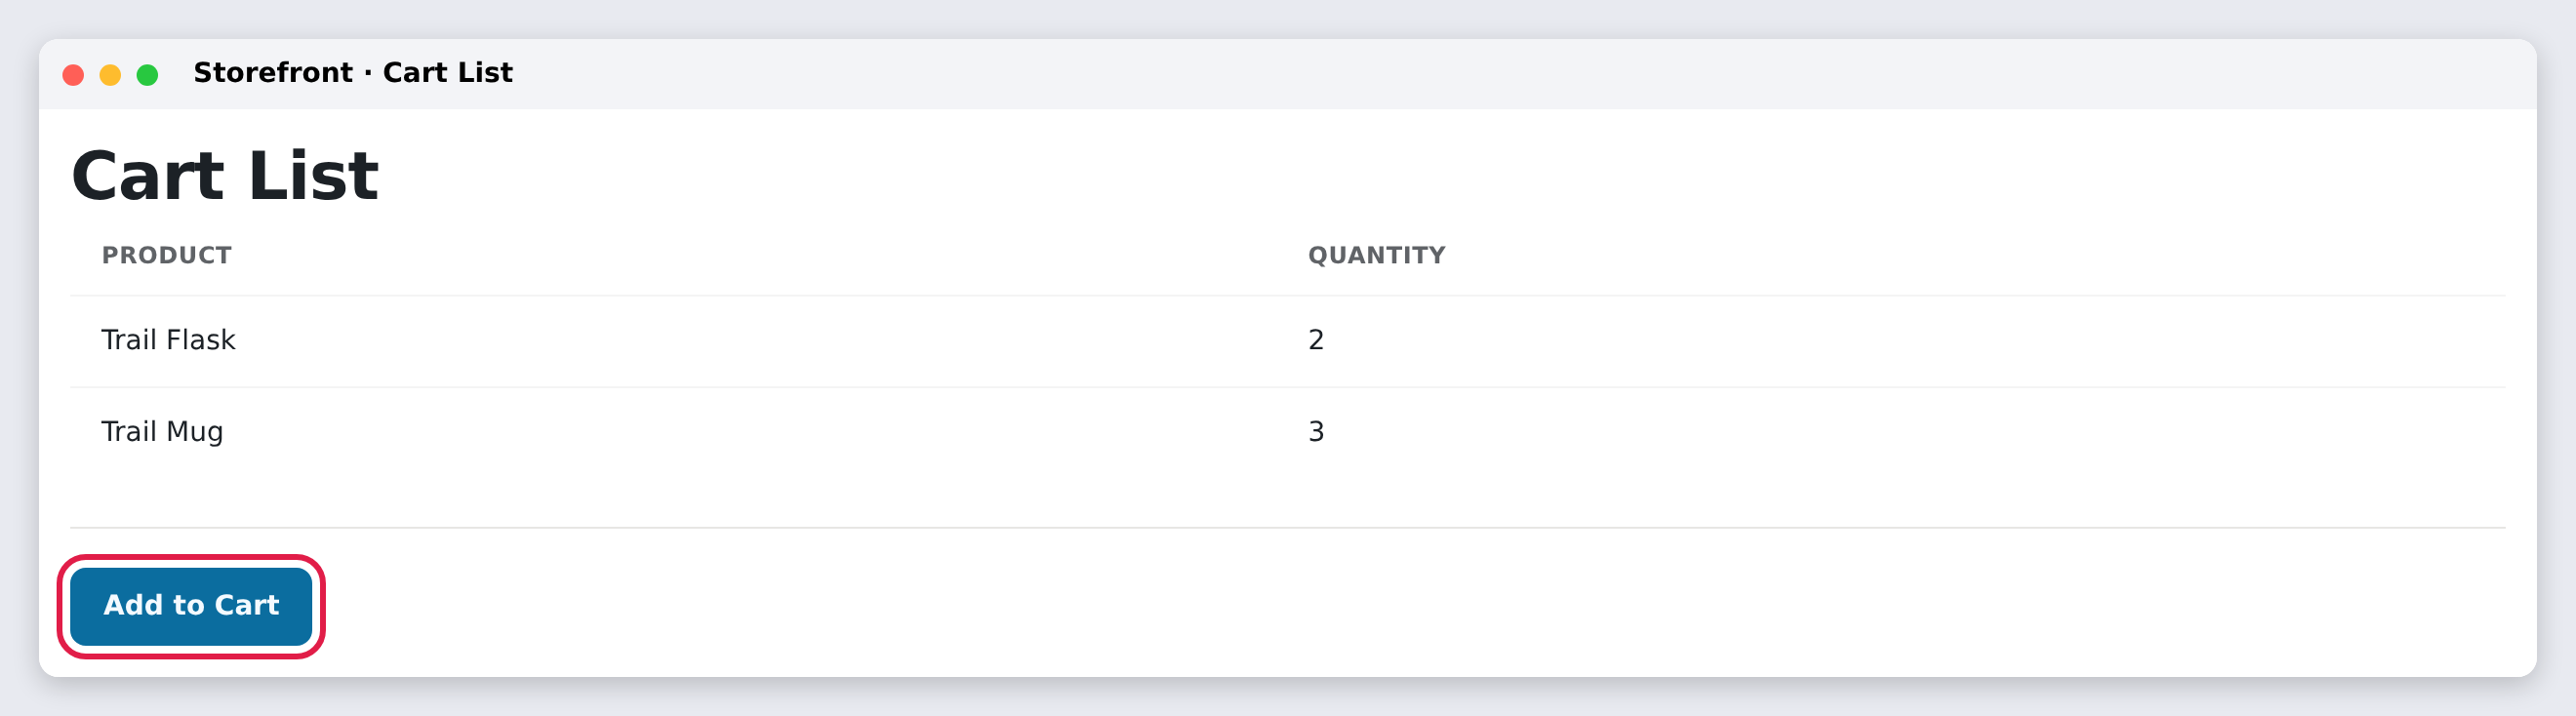 Storefront · Cart List
Cart List
PRODUCT QUANTITY
Trail Flask 2
Trail Mug 3
Add to Cart